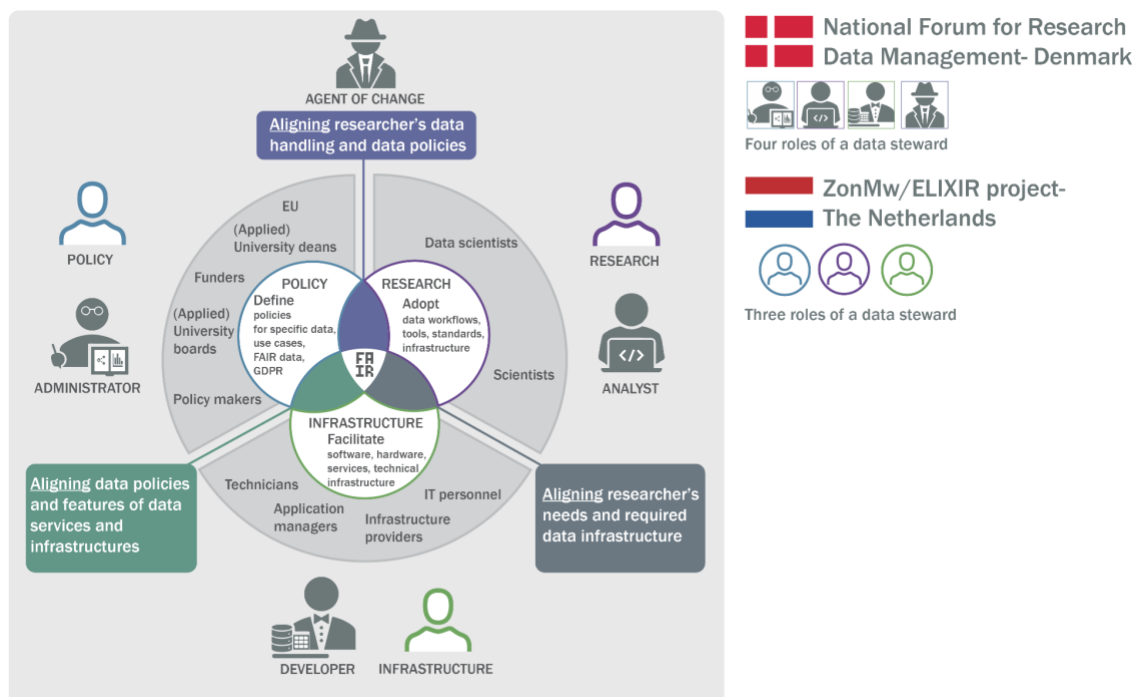 AGENT OF CHANGE
Aligning researcher's data
handling and data policies
POLICY
ADMINISTRATOR
EU
(Applied)
University deans
Funders
(Applied)
University
boards
Policy makers
POLICY
Define
policies
for specific data,
use cases,
FAIR data,
GDPR
RESEARCH
Adopt
data workflows,
tools, standards,
infrastructure
FA
IR
INFRASTRUCTURE
Facilitate
software, hardware,
services, technical
infrastructure
Data scientists
Scientists
RESEARCH
</>
ANALYST
Technicians
Application
managers
Infrastructure
providers
IT personnel
Aligning data policies
and features of data
services and
infrastructures
Aligning researcher's
needs and required
data infrastructure
DEVELOPER
INFRASTRUCTURE
National Forum for Research
Data Management- Denmark
</>
Four roles of a data steward
ZonMw/ELIXIR project-
The Netherlands
Three roles of a data steward